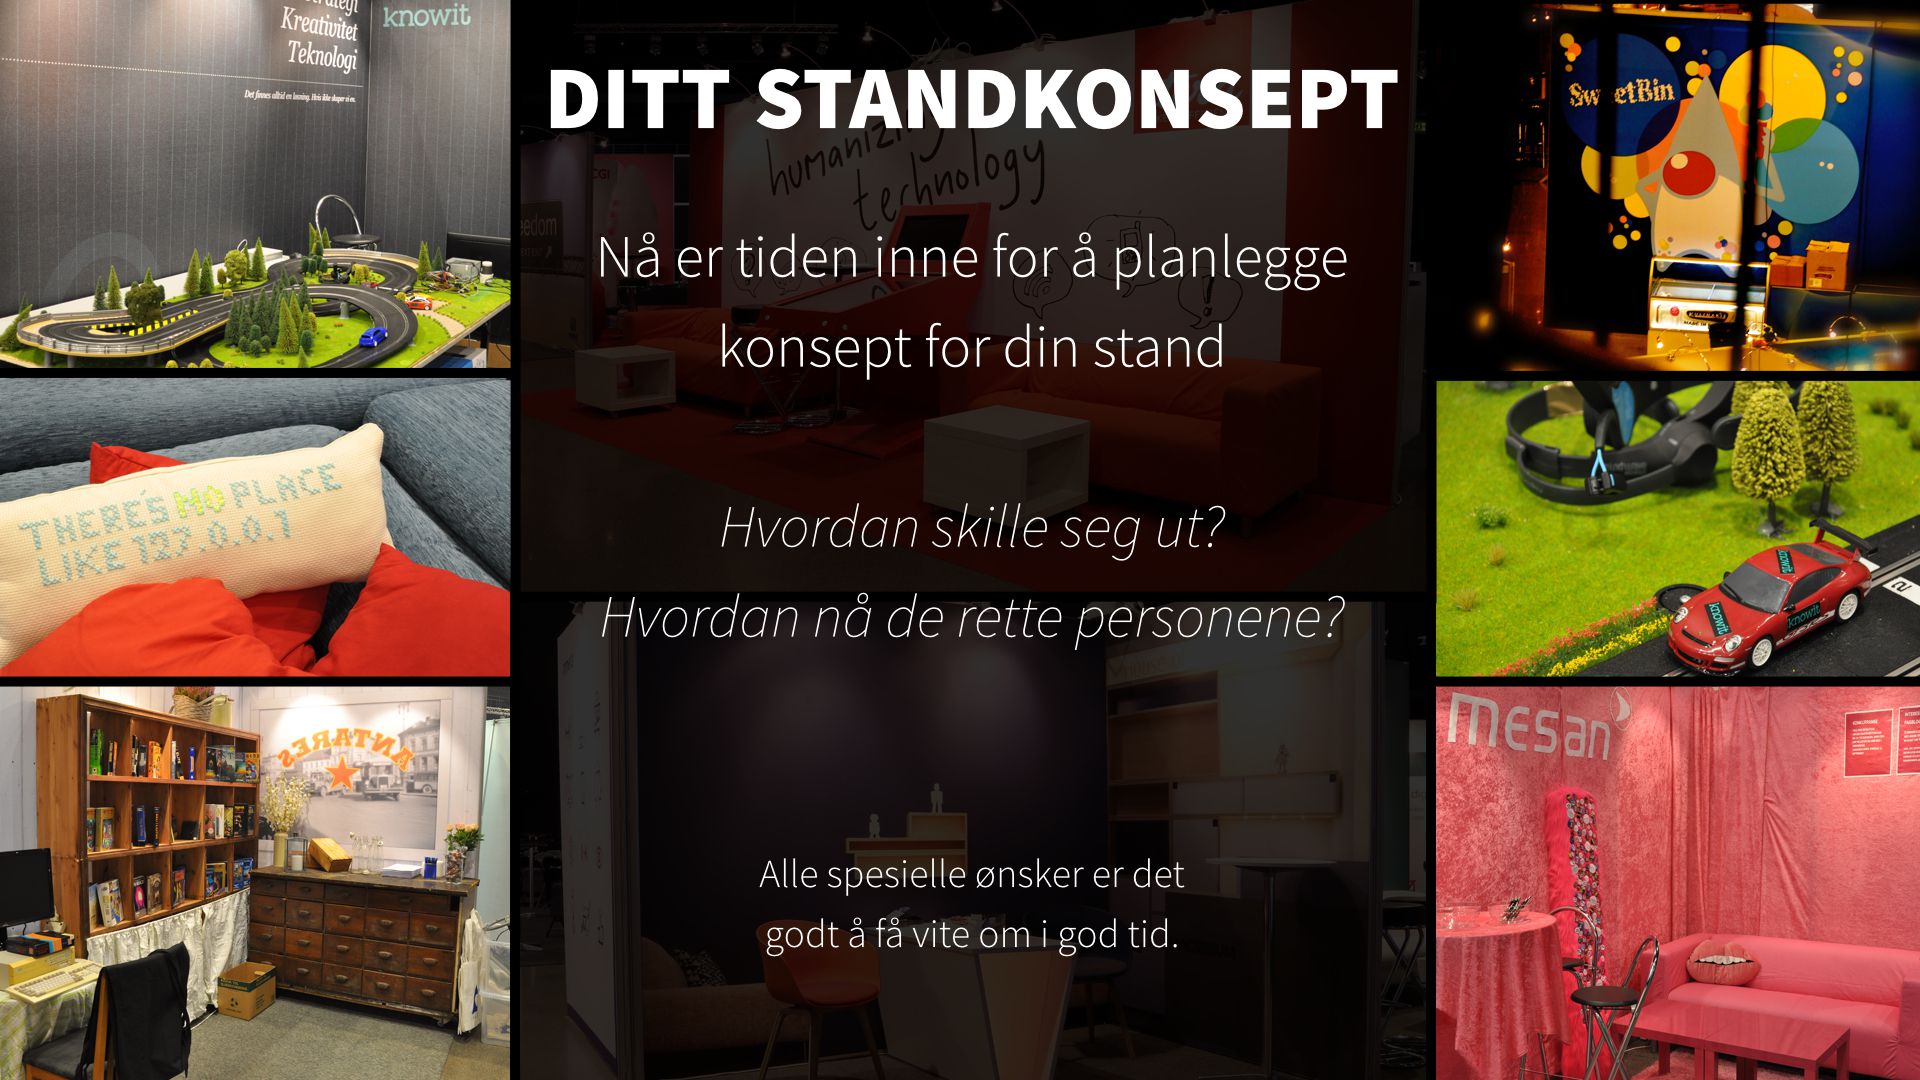 Kreativitet
Teknologi
knowit
Det finnes alltid en løsning. Hvis ikke skaper vi en.
DITT STANDKONSEPT
humanizing
technology
CGI
Nå er tiden inne for å planlegge
konsept for din stand
Hvordan skille seg ut?
Hvordan nå de rette personene?
Alle spesielle ønsker er det
godt å få vite om i god tid.
THERE'S NO PLACE
LIKE 127.0.0.1
ANTARES
knowit
knowit
2
mesan